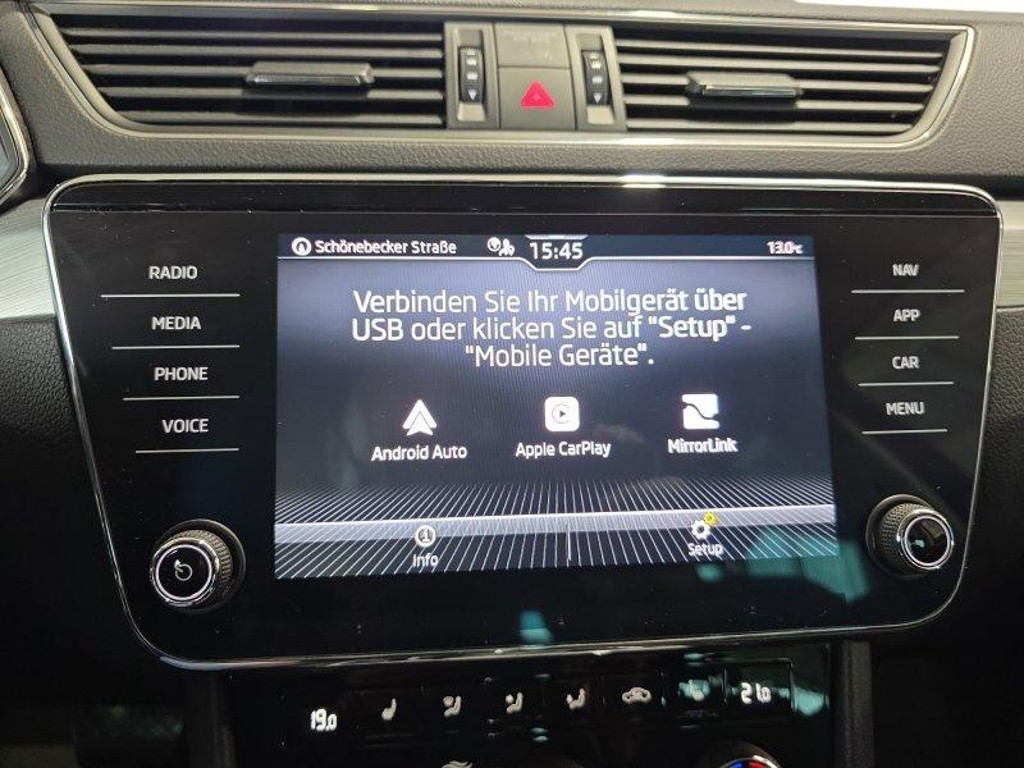 Schönebecker Straße 15:45 13.0°C
RADIO
MEDIA
PHONE
VOICE
Verbinden Sie Ihr Mobilgerät über
USB oder klicken Sie auf "Setup" -
"Mobile Geräte".
Android Auto Apple CarPlay MirrorLink
Info Setup
NAV
APP
CAR
MENU
19.0 21.0